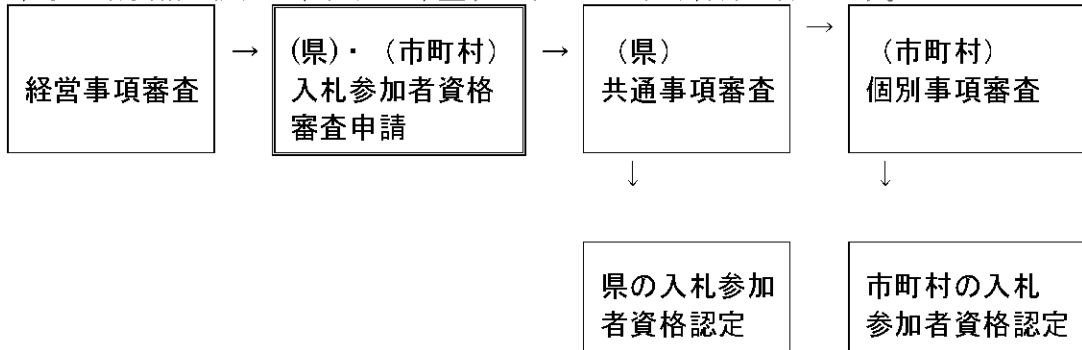 経営事項審査
→
(県)・（市町村）
入札参加者資格
審査申請
→
（県）
共通事項審査
→
（市町村）
個別事項審査
↓
↓
県の入札参加
者資格認定
市町村の入札
参加者資格認定